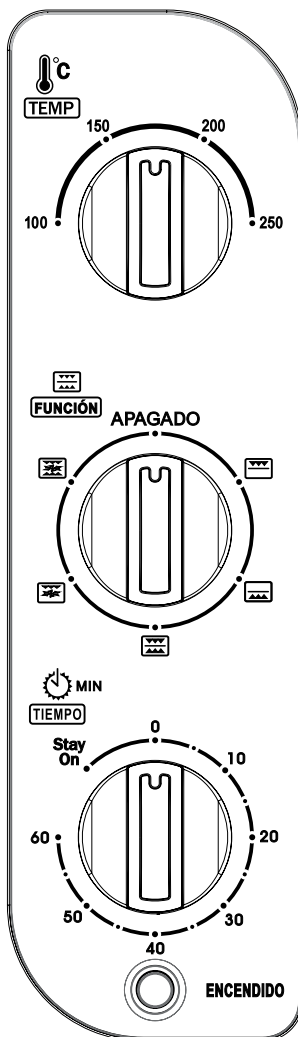 °C
TEMP
150 200
100 250
FUNCIÓN
APAGADO
MIN
TIEMPO
Stay
On
0
10
60 20
50 30
40
ENCENDIDO